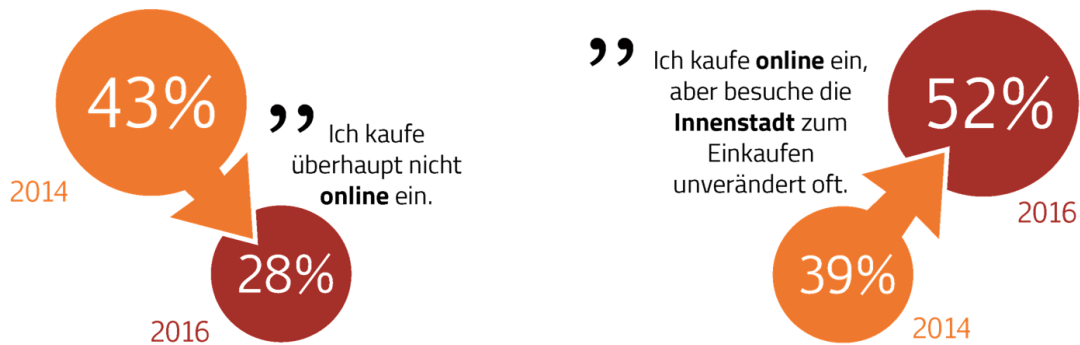 43%
2014
”
Ich kaufe
überhaupt nicht
online ein.
28%
2016
”
Ich kaufe online ein,
aber besuche die
Innenstadt zum
Einkaufen
unverändert oft.
52%
2016
39%
2014